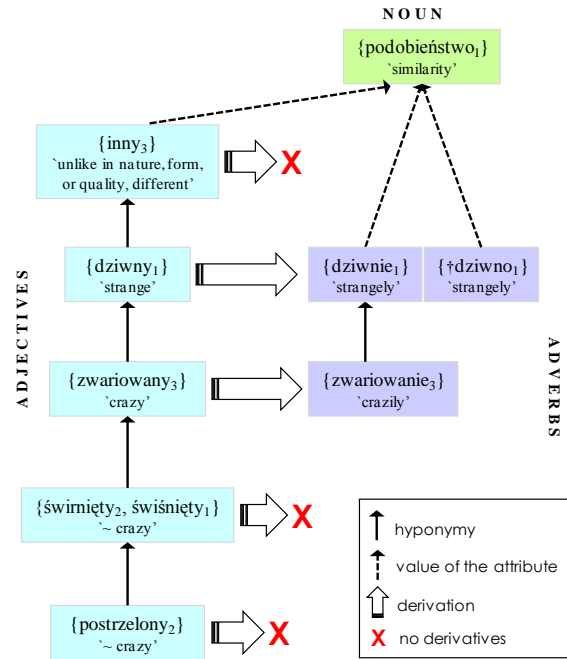 NOUN
{podobieństwo₁}
`similarity’
{inny₃}
`unlike in nature, form,
or quality, different’
X
ADJECTIVES
{dziwny₁}
`strange’
{dziwnie₁}
`strangely’
{†dziwno₁}
`strangely’
ADVERBS
{zwariowany₃}
`crazy’
{zwariowanie₃}
`crazily’
{świrnięty₂, świśnięty₁}
`~ crazy’
X
{postrzelony₂}
`~ crazy’
X
hyponymy
value of the attribute
derivation
X no derivatives